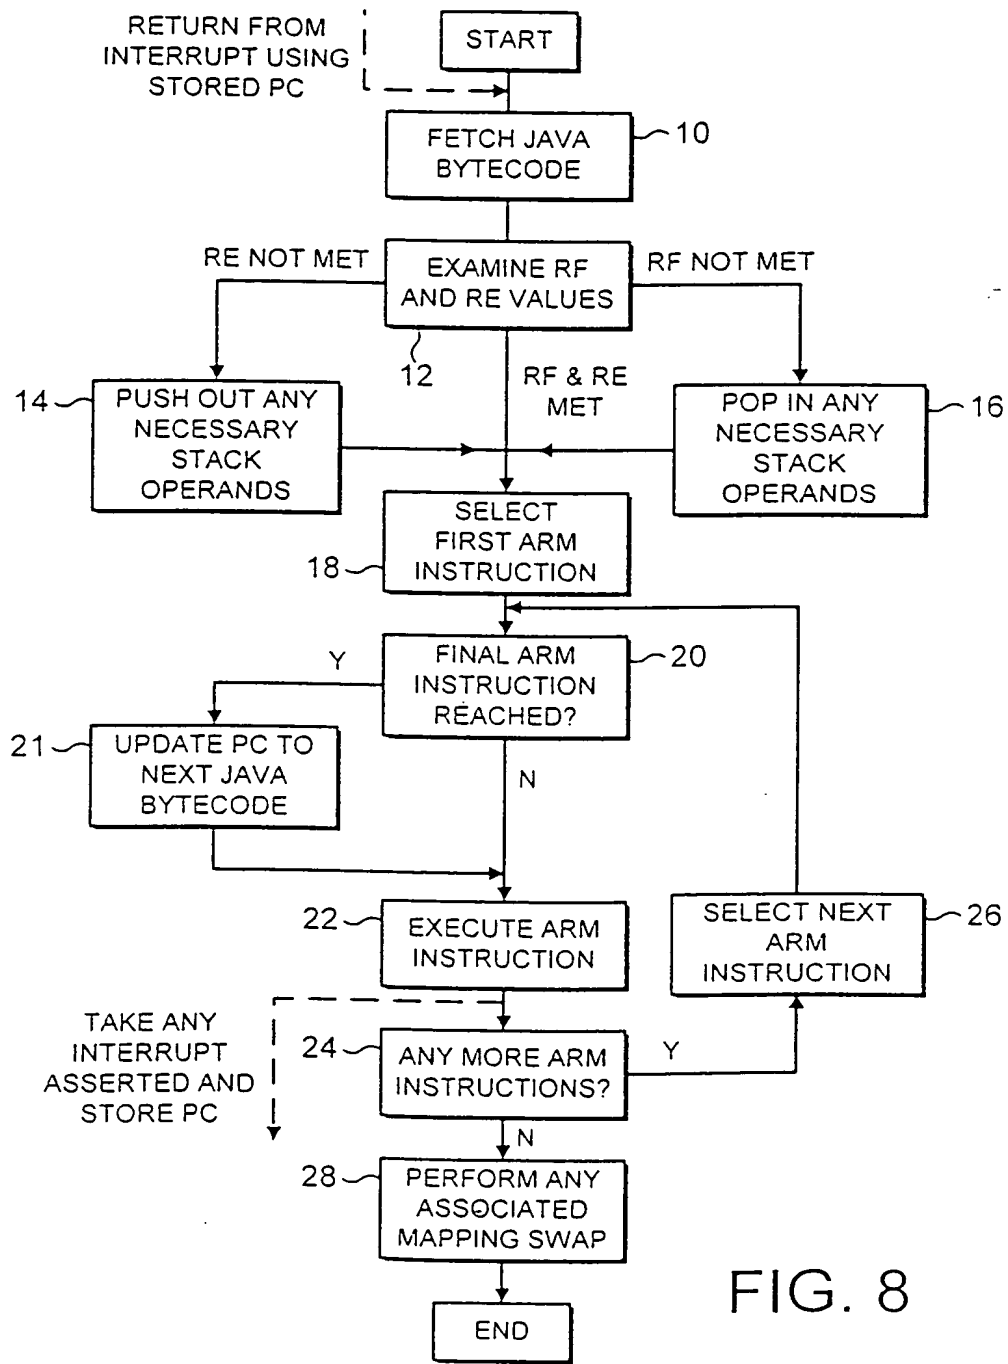 RETURN FROM
INTERRUPT USING
STORED PC
START
FETCH JAVA
BYTECODE
10
RE NOT MET
EXAMINE RF
AND RE VALUES
RF NOT MET
12
RF & RE
MET
14
PUSH OUT ANY
NECESSARY
STACK
OPERANDS
POP IN ANY
NECESSARY
STACK
OPERANDS
16
SELECT
FIRST ARM
INSTRUCTION
18
Y
FINAL ARM
INSTRUCTION
REACHED?
20
21
UPDATE PC TO
NEXT JAVA
BYTECODE
N
22
EXECUTE ARM
INSTRUCTION
SELECT NEXT
ARM
INSTRUCTION
26
TAKE ANY
INTERRUPT
ASSERTED AND
STORE PC
24
ANY MORE ARM
INSTRUCTIONS?
Y
N
28
PERFORM ANY
ASSOCIATED
MAPPING SWAP
END
FIG. 8